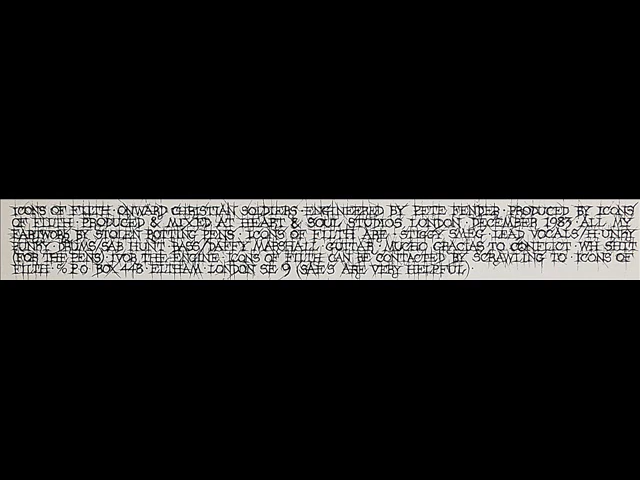 ICONS OF FILTH · ONWARD CHRISTIAN SOLDIERS · ENGINEERED BY PETE FENDER · PRODUCED BY ICONS
OF FILTH · PRODUCED & MIXED AT HEART & SOUL STUDIOS LONDON · DECEMBER 1983 · ALL MY
BY STOLEN ROTTING PENS · ICONS OF FILTH ARE · STIGGY SMEG · LEAD VOCALS/H UNKY
FUNKY DRUMS/SAB HUNT BASS/DAFFY MARSHALL GUITAR · MUCHO GRACIAS TO CONFLICT · WH SHIT
(FOR THE PENS) IVOR THE ENGINE · ICONS OF FILTH CAN BE CONTACTED BY SCRAWLING TO · ICONS OF
FILTH · % P.O BOX 448 · ELTHAM · LONDON SE 9 (SAE'S ARE VERY HELPFUL) ·